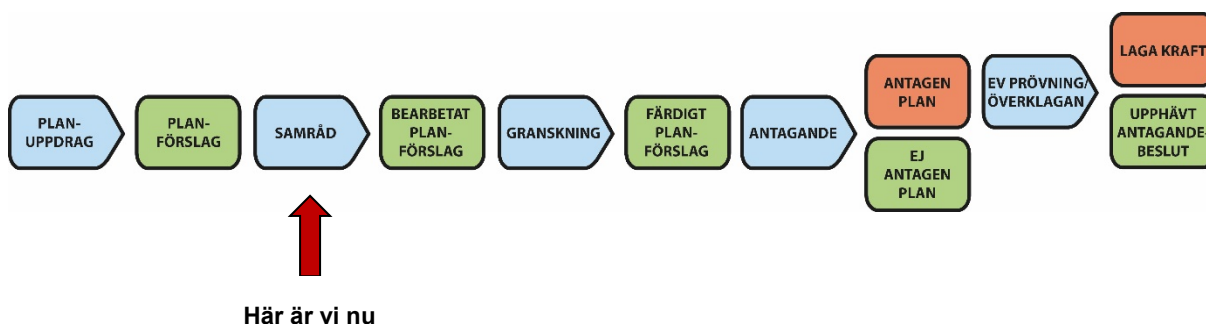 PLAN-
UPPDRAG
PLAN-
FÖRSLAG
SAMRÅD
BEARBETAT
PLAN-
FÖRSLAG
GRANSKNING
FÄRDIGT
PLAN-
FÖRSLAG
ANTAGANDE
ANTAGEN
PLAN
EJ
ANTAGEN
PLAN
EV PRÖVNING/
ÖVERKLAGAN
LAGA KRAFT
UPPHÄVT
ANTAGANDE-
BESLUT
Här är vi nu